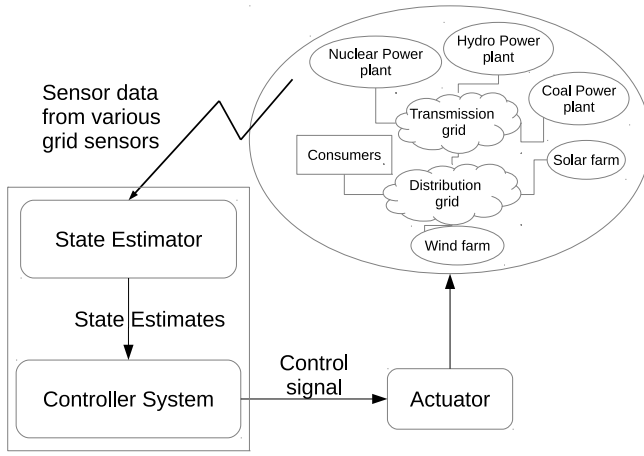 Nuclear Power
plant
Hydro Power
plant
Coal Power
plant
Transmission
grid
Consumers
Solar farm
Distribution
grid
Wind farm
Sensor data
from various
grid sensors
State Estimator
State Estimates
Controller System
Control
signal
Actuator